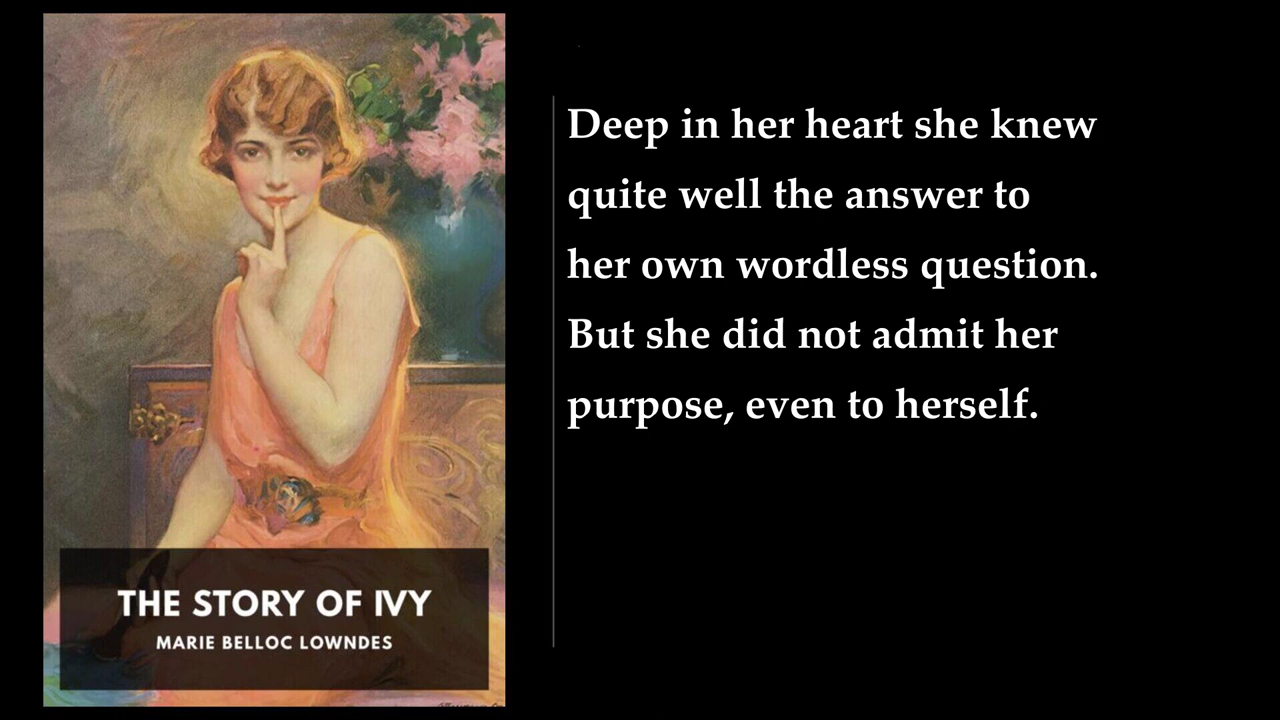 Deep in her heart she knew
quite well the answer to
her own wordless question.
But she did not admit her
purpose, even to herself.
THE STORY OF IVY
MARIE BELLOC LOWNDES